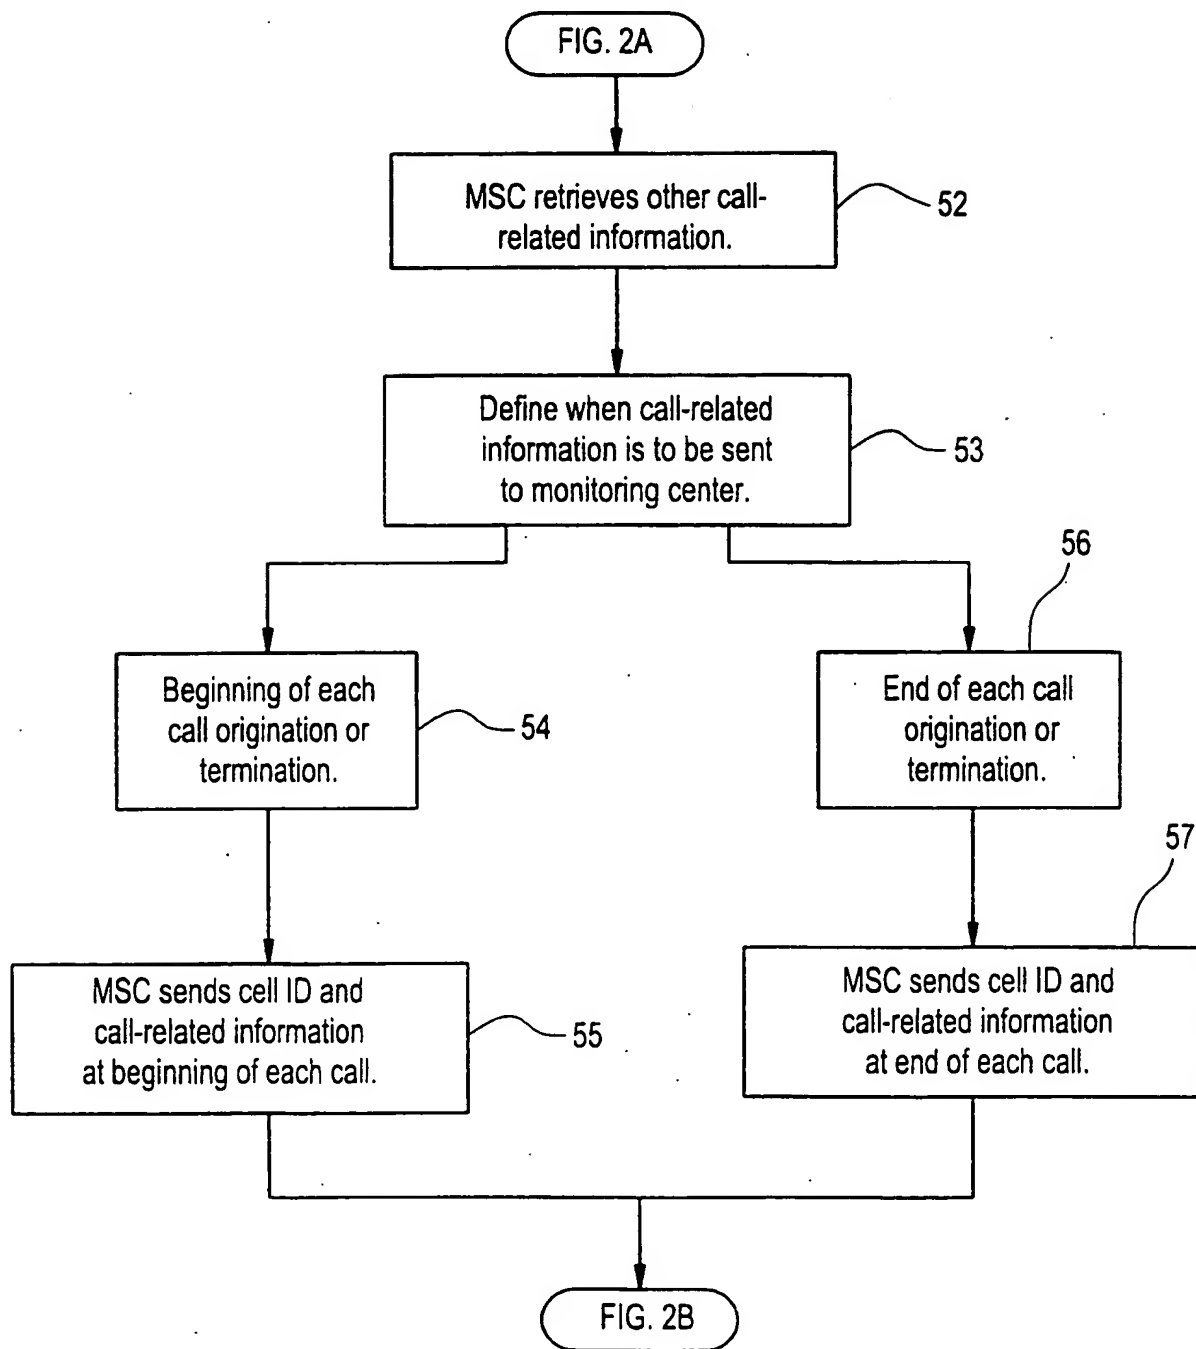 FIG. 2A
MSC retrieves other call-
related information.
52
Define when call-related
information is to be sent
to monitoring center.
53
56
Beginning of each
call origination or
termination.
54
End of each call
origination or
termination.
57
MSC sends cell ID and
call-related information
at beginning of each call.
55
MSC sends cell ID and
call-related information
at end of each call.
FIG. 2B